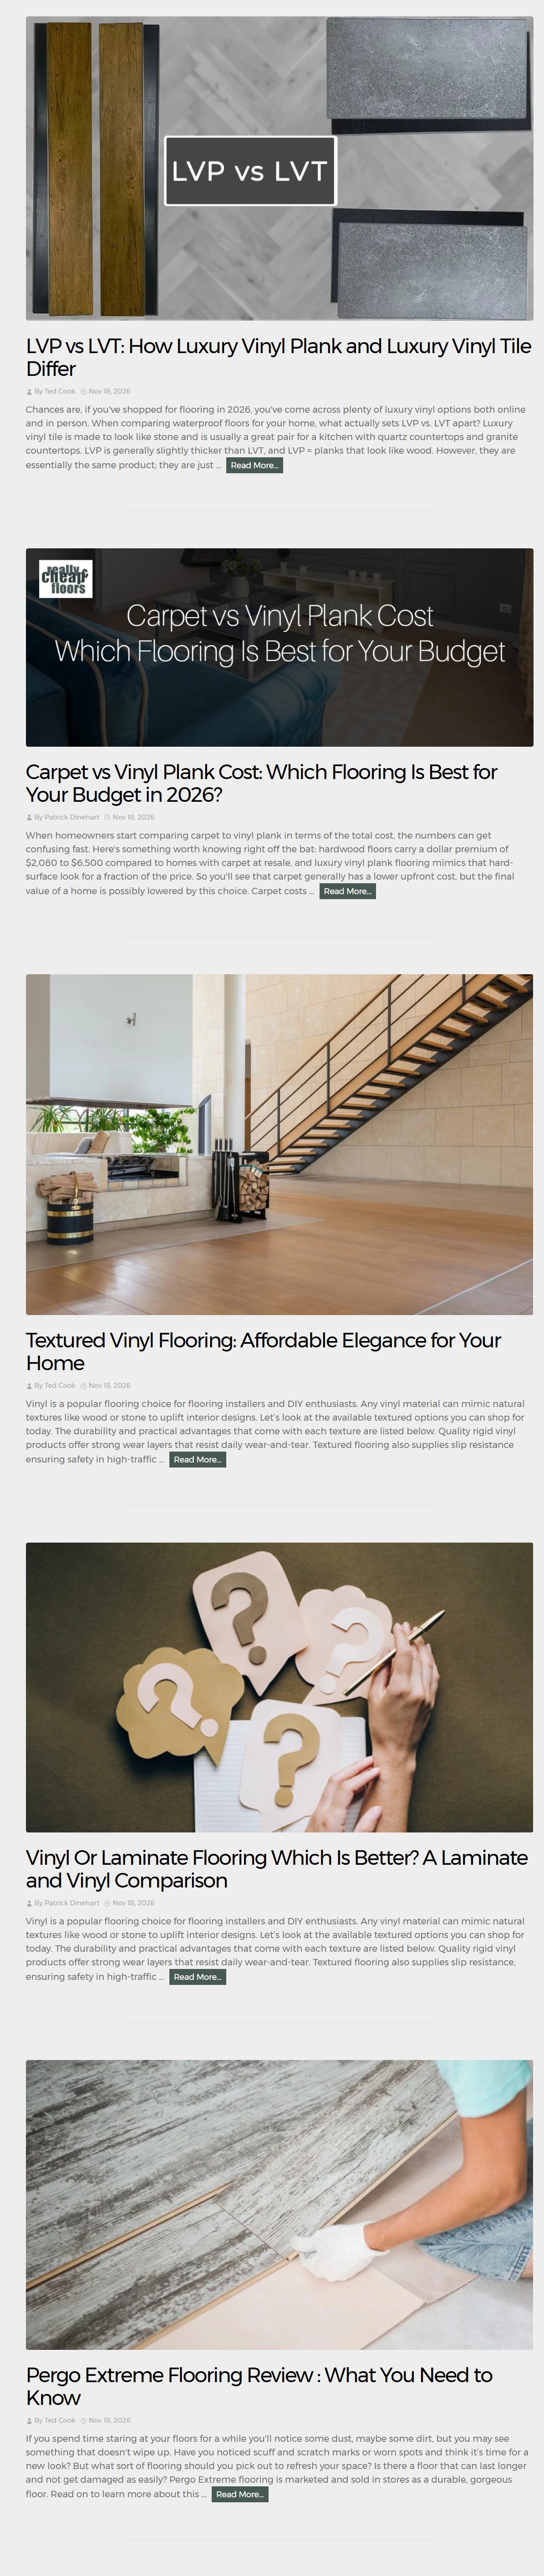 LVP vs LVT
LVP vs LVT: How Luxury Vinyl Plank and Luxury Vinyl Tile
Differ
By Ted Cook Nov 18, 2026
Chances are, if you've shopped for flooring in 2026, you've come across plenty of luxury vinyl options both online
and in person. When comparing waterproof floors for your home, what actually sets LVP vs. LVT apart? Luxury
vinyl tile is made to look like stone and is usually a great pair for a kitchen with quartz countertops and granite
countertops. LVP is generally slightly thicker than LVT, and LVP = planks that look like wood. However, they are
essentially the same product; they are just ... Read More...
really cheap floors
Carpet vs Vinyl Plank Cost
Which Flooring Is Best for Your Budget
Carpet vs Vinyl Plank Cost: Which Flooring Is Best for
Your Budget in 2026?
By Patrick Dinehart Nov 18, 2026
When homeowners start comparing carpet to vinyl plank in terms of the total cost, the numbers can get
confusing fast. Here's something worth knowing right off the bat: hardwood floors carry a dollar premium of
$2,080 to $6,500 compared to homes with carpet at resale, and luxury vinyl plank flooring mimics that hard-
surface look for a fraction of the price. So you'll see that carpet generally has a lower upfront cost, but the final
value of a home is possibly lowered by this choice. Carpet costs ... Read More...
Textured Vinyl Flooring: Affordable Elegance for Your
Home
By Ted Cook Nov 18, 2026
Vinyl is a popular flooring choice for flooring installers and DIY enthusiasts. Any vinyl material can mimic natural
textures like wood or stone to uplift interior designs. Let's look at the available textured options you can shop for
today. The durability and practical advantages that come with each texture are listed below. Quality rigid vinyl
products offer strong wear layers that resist daily wear-and-tear. Textured flooring also supplies slip resistance
ensuring safety in high-traffic ... Read More...
Vinyl Or Laminate Flooring Which Is Better? A Laminate
and Vinyl Comparison
By Patrick Dinehart Nov 18, 2026
Vinyl is a popular flooring choice for flooring installers and DIY enthusiasts. Any vinyl material can mimic natural
textures like wood or stone to uplift interior designs. Let's look at the available textured options you can shop for
today. The durability and practical advantages that come with each texture are listed below. Quality rigid vinyl
products offer strong wear layers that resist daily wear-and-tear. Textured flooring also supplies slip resistance,
ensuring safety in high-traffic ... Read More...
Pergo Extreme Flooring Review : What You Need to
Know
By Ted Cook Nov 18, 2026
If you spend time staring at your floors for a while you'll notice some dust, maybe some dirt, but you may see
something that doesn't wipe up. Have you noticed scuff and scratch marks or worn spots and think it's time for a
new look? But what sort of flooring should you pick out to refresh your space? Is there a floor that can last longer
and not get damaged as easily? Pergo Extreme flooring is marketed and sold in stores as a durable, gorgeous
floor. Read on to learn more about this ... Read More...